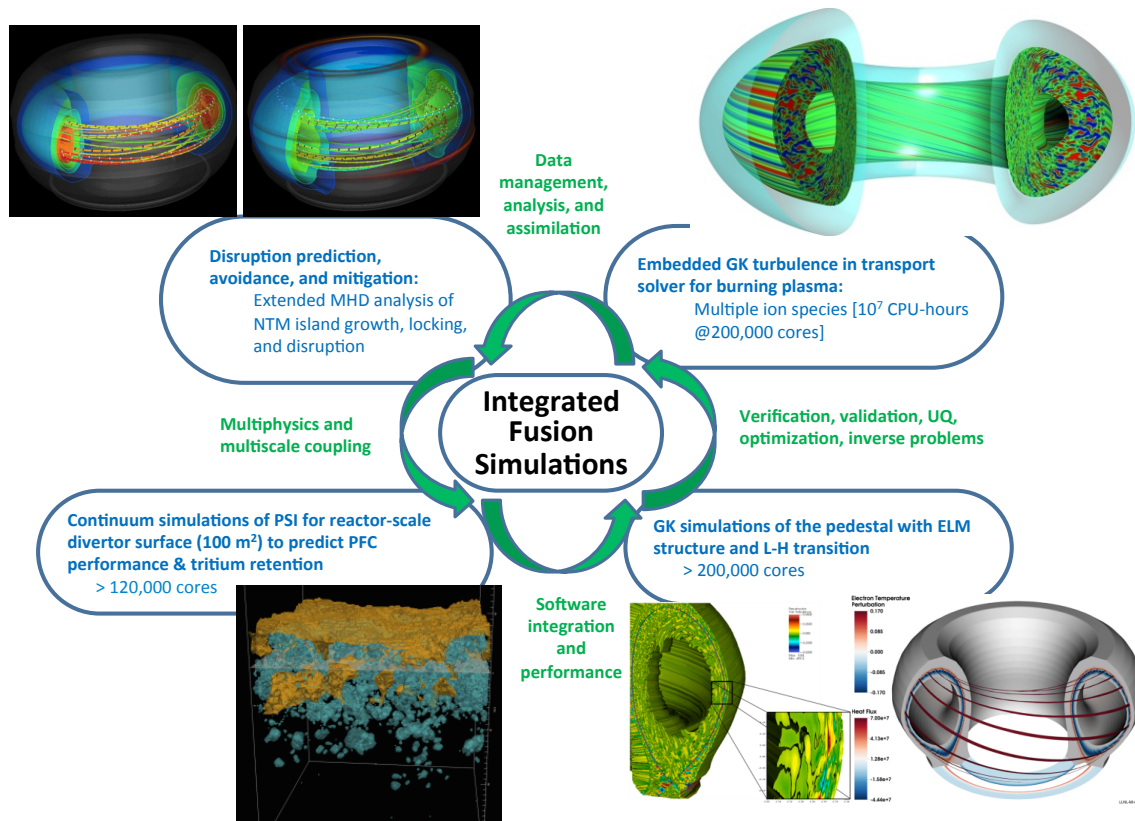 Data
management,
analysis, and
assimilation
Disruption prediction,
avoidance, and mitigation:
Extended MHD analysis of
NTM island growth, locking,
and disruption
Embedded GK turbulence in transport
solver for burning plasma:
Multiple ion species [10⁷ CPU-hours
@200,000 cores]
Multiphysics and
multiscale coupling
Integrated
Fusion
Simulations
Verification, validation, UQ,
optimization, inverse problems
Continuum simulations of PSI for reactor-scale
divertor surface (100 m²) to predict PFC
performance & tritium retention
> 120,000 cores
GK simulations of the pedestal with ELM
structure and L-H transition
> 200,000 cores
Software
integration
and
performance
Electron Temperature
Perturbation
0.170
0.085
0.000
-0.085
-0.170
Heat Flux
7.00e+7
4.13e+7
1.28e+7
-1.58e+7
-4.44e+7